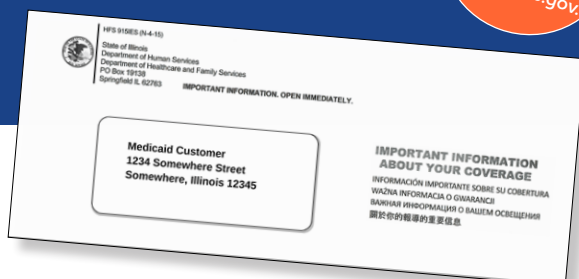 .gov.
HFS 915IES (N-4-15)
State of Illinois
Department of Human Services
Department of Healthcare and Family Services
PO Box 19138
Springfield IL 62763
IMPORTANT INFORMATION. OPEN IMMEDIATELY.
Medicaid Customer
1234 Somewhere Street
Somewhere, Illinois 12345
IMPORTANT INFORMATION
ABOUT YOUR COVERAGE
INFORMACIÓN IMPORTANTE SOBRE SU COBERTURA
WAŻNA INFORMACJA O GWARANCJI
ВАЖНАЯ ИНФОРМАЦИЯ О ВАШЕМ ОСВЕЩЕНИЯ
關於你的報導的重要信息